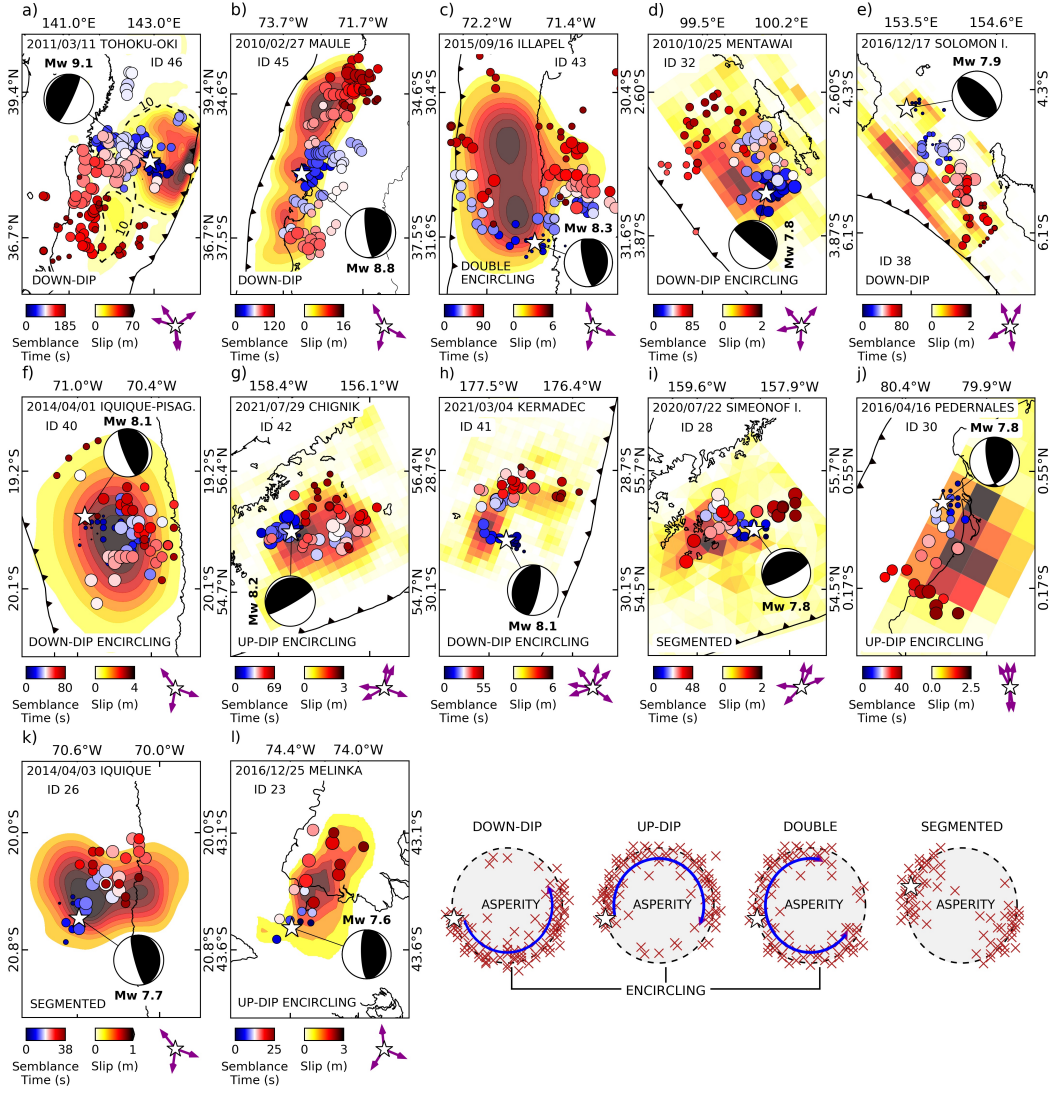 a)
141.0°E 143.0°E
2011/03/11 TOHOKU-OKI
Mw 9.1
ID 46
10
10
39.4°N
36.7°N
DOWN-DIP
0 185
0 70
Semblance
Time (s)
Slip (m)
b)
73.7°W 71.7°W
2010/02/27 MAULE
ID 45
34.6°S
37.5°S
Mw 8.8
DOWN-DIP
0 120
0 16
Semblance
Time (s)
Slip (m)
c)
72.2°W 71.4°W
2015/09/16 ILLAPEL
ID 43
30.4°S
31.6°S
Mw 8.3
DOUBLE
ENCIRCLING
0 90
0 6
Semblance
Time (s)
Slip (m)
d)
99.5°E 100.2°E
2010/10/25 MENTAWAI
ID 32
2.60°S
3.87°S
Mw 7.8
DOWN-DIP ENCIRCLING
0 85
0 2
Semblance
Time (s)
Slip (m)
e)
153.5°E 154.6°E
2016/12/17 SOLOMON I.
Mw 7.9
4.3°S
6.1°S
ID 38
DOWN-DIP
0 80
0 2
Semblance
Time (s)
Slip (m)
f)
71.0°W 70.4°W
2014/04/01 IQUIQUE-PISAG.
Mw 8.1
ID 40
19.2°S
20.1°S
DOWN-DIP ENCIRCLING
0 80
0 4
Semblance
Time (s)
Slip (m)
g)
158.4°W 156.1°W
2021/07/29 CHIGNIK
ID 42
56.4°N
54.7°N
Mw 8.2
UP-DIP ENCIRCLING
0 69
0 3
Semblance
Time (s)
Slip (m)
h)
177.5°W 176.4°W
2021/03/04 KERMADEC
ID 41
28.7°S
30.1°S
Mw 8.1
DOWN-DIP ENCIRCLING
0 55
0 6
Semblance
Time (s)
Slip (m)
i)
159.6°W 157.9°W
2020/07/22 SIMEONOF I.
ID 28
55.7°N
54.5°N
Mw 7.8
SEGMENTED
0 48
0 2
Semblance
Time (s)
Slip (m)
j)
80.4°W 79.9°W
2016/04/16 PEDERNALES
ID 30
Mw 7.8
0.55°N
0.17°S
UP-DIP ENCIRCLING
0 40
0.0 2.5
Semblance
Time (s)
Slip (m)
k)
70.6°W 70.0°W
2014/04/03 IQUIQUE
ID 26
20.0°S
20.8°S
Mw 7.7
SEGMENTED
0 38
0 1
Semblance
Time (s)
Slip (m)
l)
74.4°W 74.0°W
2016/12/25 MELINKA
ID 23
43.1°S
43.6°S
Mw 7.6
UP-DIP ENCIRCLING
0 25
0 3
Semblance
Time (s)
Slip (m)
DOWN-DIP UP-DIP DOUBLE SEGMENTED
ASPERITY ASPERITY ASPERITY ASPERITY
ENCIRCLING